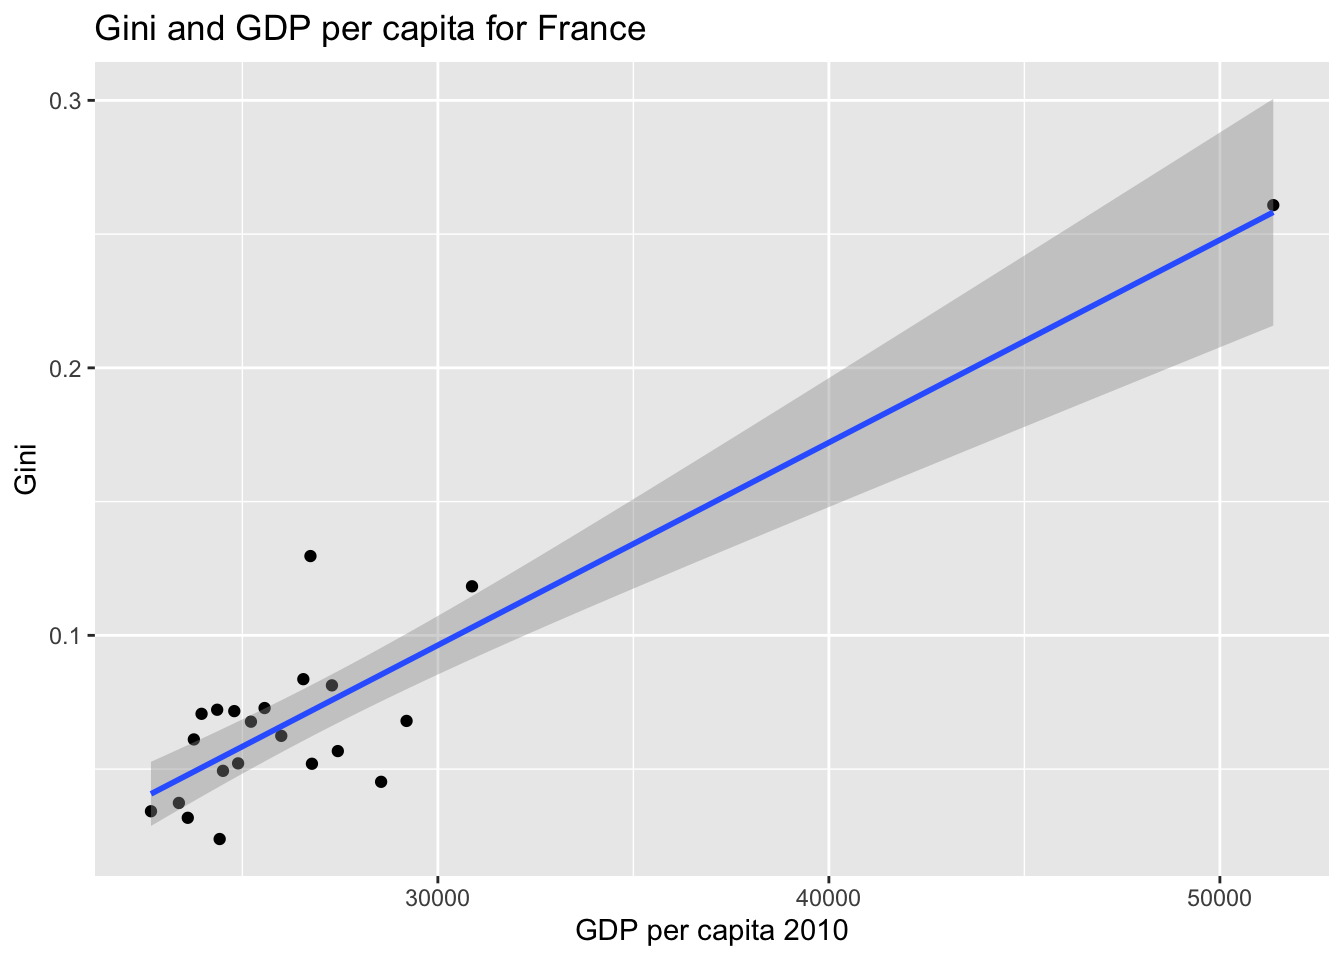 Gini and GDP per capita for France
0.3
0.2
0.1
Gini
30000 40000 50000
GDP per capita 2010